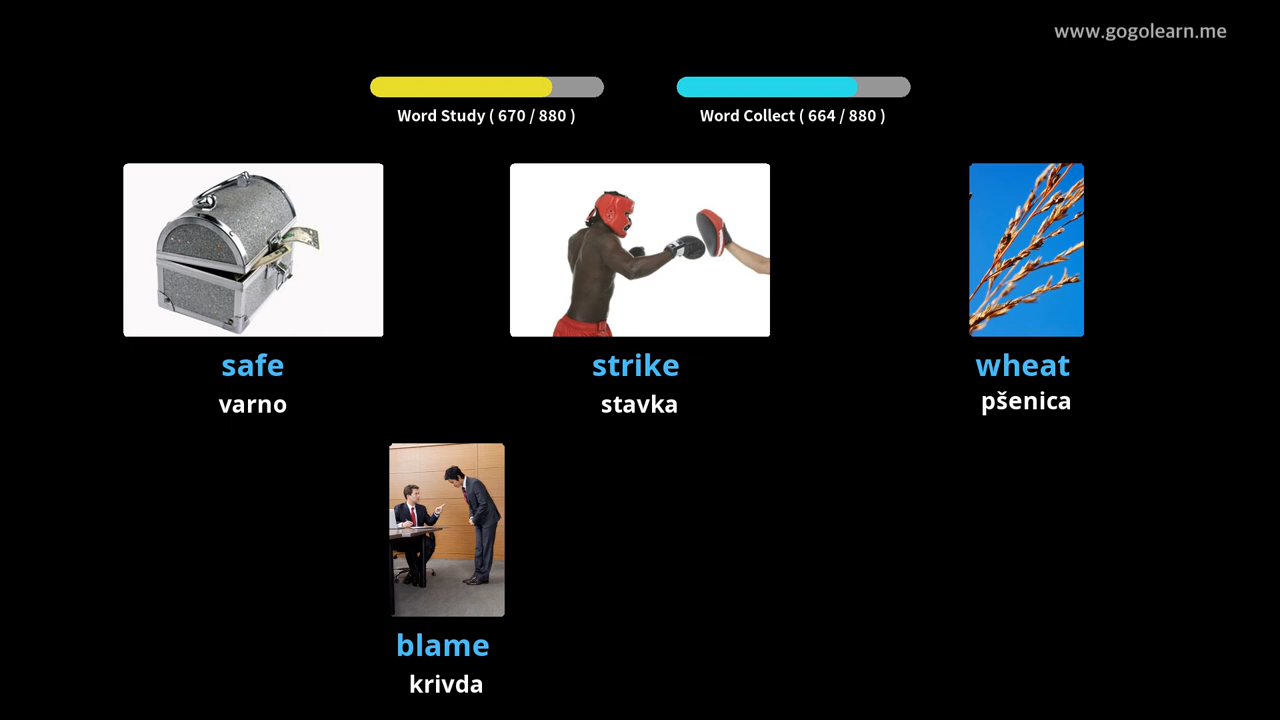 www.gogolearn.me
Word Study ( 670 / 880 )
Word Collect ( 664 / 880 )
safe
varno
strike
stavka
wheat
pšenica
blame
krivda